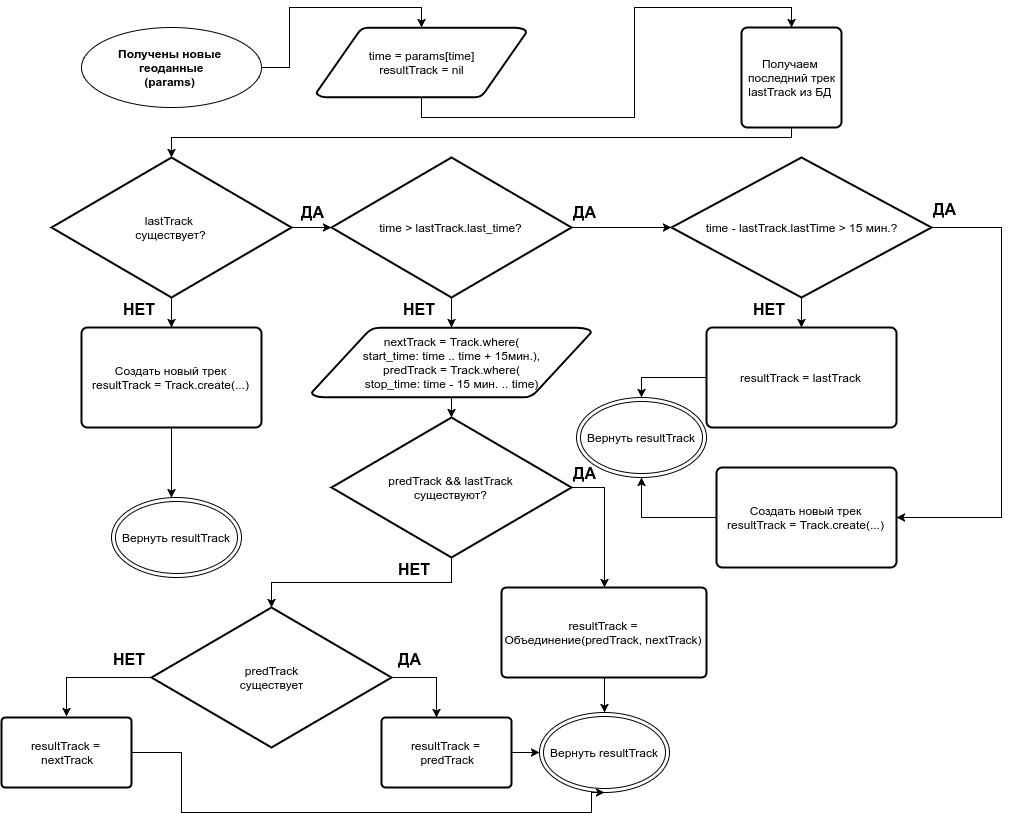 Получены новые
геоданные
(params)
time = params[time]
resultTrack = nil
Получаем
последний трек
lastTrack из БД
lastTrack
существует?
ДА
time > lastTrack.last_time?
ДА
time - lastTrack.lastTime > 15 мин.?
ДА
НЕТ
НЕТ
НЕТ
Создать новый трек
resultTrack = Track.create(...)
nextTrack = Track.where(
start_time: time .. time + 15мин.),
predTrack = Track.where(
stop_time: time - 15 мин. .. time)
resultTrack = lastTrack
Вернуть resultTrack
predTrack && lastTrack
существуют?
ДА
Создать новый трек
resultTrack = Track.create(...)
Вернуть resultTrack
НЕТ
resultTrack =
Объединение(predTrack, nextTrack)
predTrack
существует
НЕТ
ДА
resultTrack =
nextTrack
resultTrack =
predTrack
Вернуть resultTrack